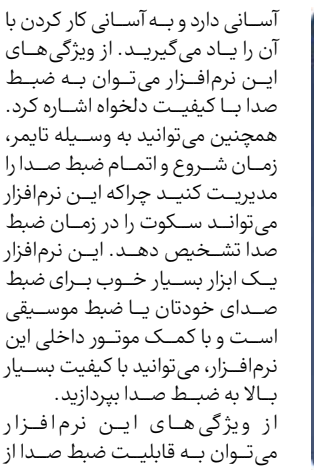 آسانی دارد و به آسانی کار کردن با
آن را یاد می‌گیرید. از ویژگی‌های
این نرم‌افزار می‌توان به ضبط
صدا با کیفیت دلخواه اشاره کرد.
همچنین می‌توانید به وسیله تایمر،
زمان شروع و اتمام ضبط صدا را
مدیریت کنید چراکه این نرم‌افزار
می‌تواند سکوت را در زمان ضبط
صدا تشخیص دهد. این نرم‌افزار
یک ابزار بسیار خوب برای ضبط
صدای خودتان یا ضبط موسیقی
است و با کمک موتور داخلی این
نرم‌افزار، می‌توانید با کیفیت بسیار
بالا به ضبط صدا بپردازید.
از ویژگی‌های این نرم‌افزار
می‌توان به قابلیت ضبط صدا از